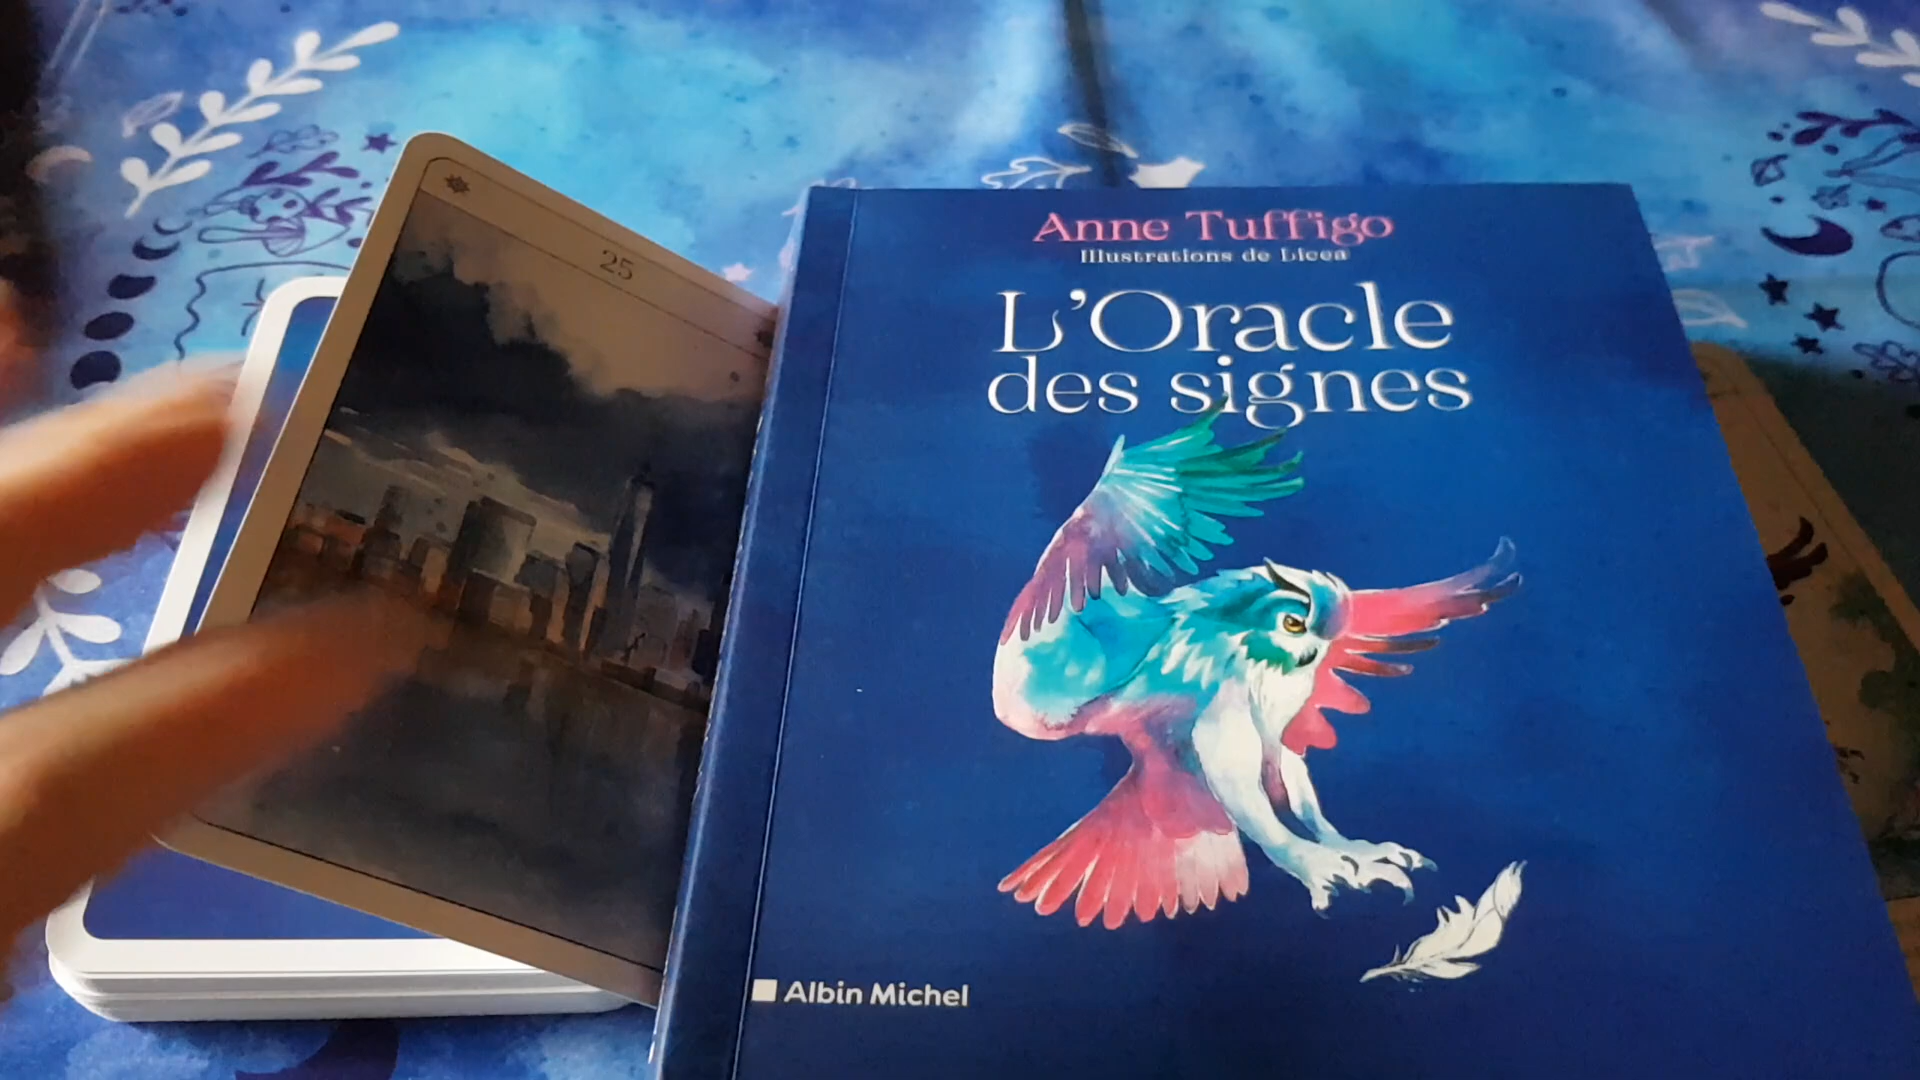 25
Anne Tuffigo
Illustrations de Licea
L'Oracle
des signes
Albin Michel